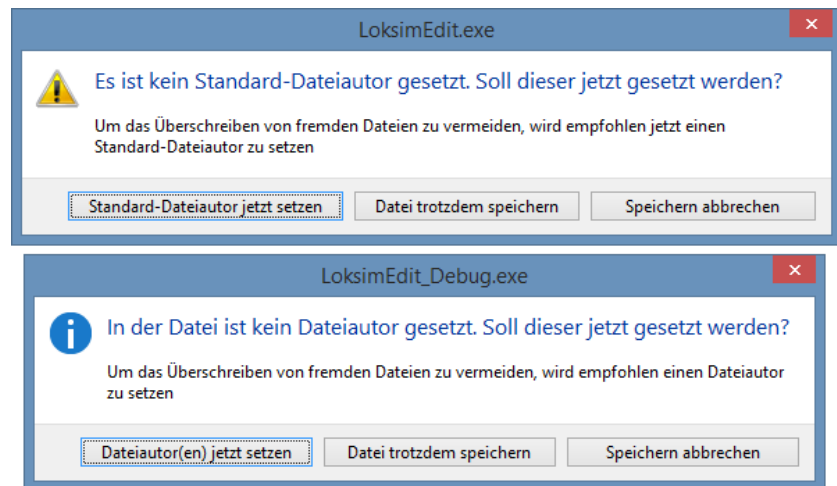 LoksimEdit.exe
Es ist kein Standard-Dateiautor gesetzt. Soll dieser jetzt gesetzt werden?
Um das Überschreiben von fremden Dateien zu vermeiden, wird empfohlen jetzt einen
Standard-Dateiautor zu setzen
Standard-Dateiautor jetzt setzen
Datei trotzdem speichern
Speichern abbrechen
LoksimEdit_Debug.exe
In der Datei ist kein Dateiautor gesetzt. Soll dieser jetzt gesetzt werden?
Um das Überschreiben von fremden Dateien zu vermeiden, wird empfohlen einen Dateiautor
zu setzen
Dateiautor(en) jetzt setzen
Datei trotzdem speichern
Speichern abbrechen